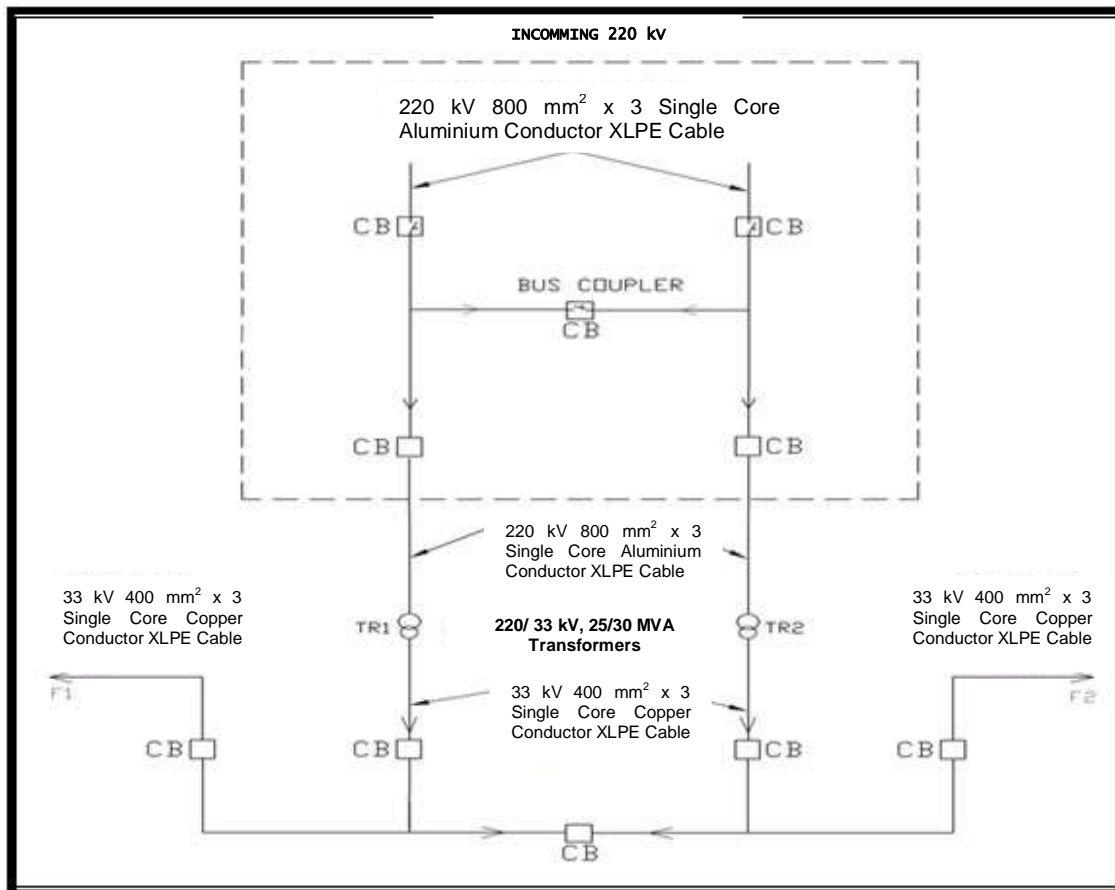 INCOMMING 220 kV
220 kV 800 mm² x 3 Single Core
Aluminium Conductor XLPE Cable
CB
CB
BUS COUPLER
CB
CB
CB
220 kV 800 mm² x 3
Single Core Aluminium
Conductor XLPE Cable
33 kV 400 mm² x 3
Single Core Copper
Conductor XLPE Cable
33 kV 400 mm² x 3
Single Core Copper
Conductor XLPE Cable
TR1
220/ 33 kV, 25/30 MVA
Transformers
TR2
33 kV 400 mm² x 3
Single Core Copper
Conductor XLPE Cable
F1
F2
CB
CB
CB
CB
CB